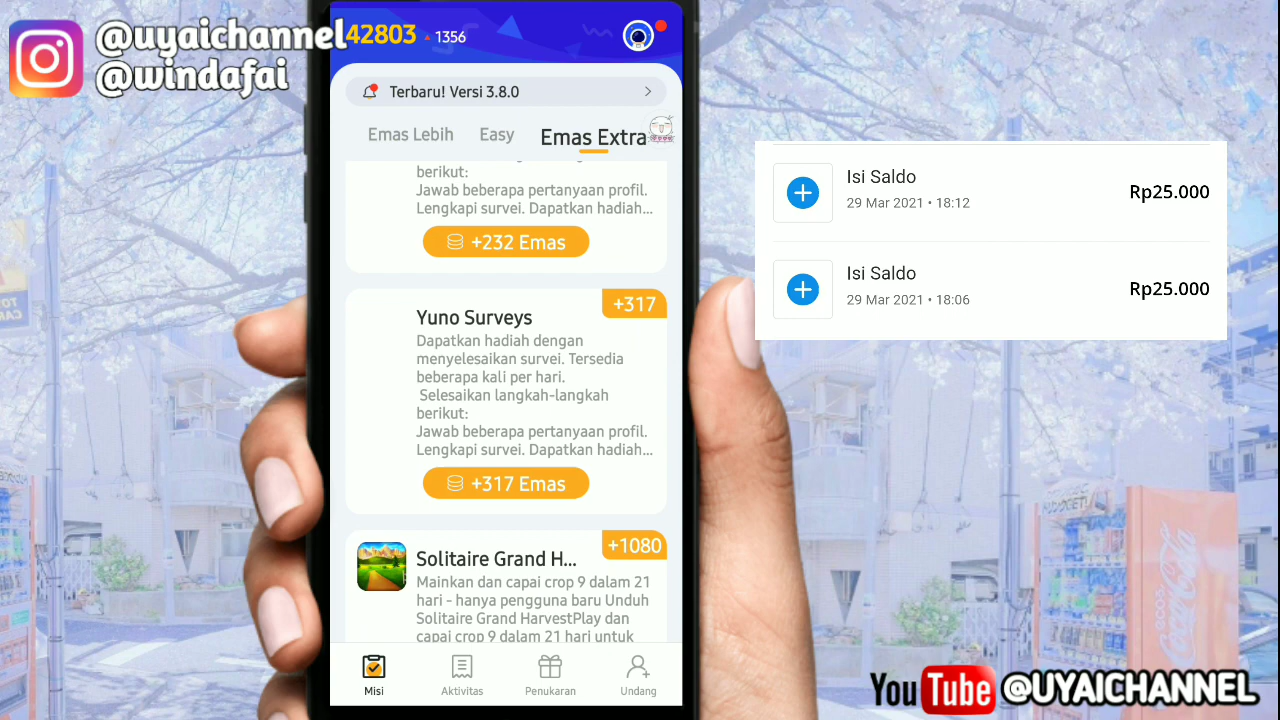 @uyaichannel
@windafai
42803 1356
Terbaru! Versi 3.8.0
Emas Lebih Easy Emas Extra
berikut:
Jawab beberapa pertanyaan profil.
Lengkapi survei. Dapatkan hadiah...
+232 Emas
+317
Yuno Surveys
Dapatkan hadiah dengan
menyelesaikan survei. Tersedia
beberapa kali per hari.
Selesaikan langkah-langkah
berikut:
Jawab beberapa pertanyaan profil.
Lengkapi survei. Dapatkan hadiah...
+317 Emas
+1080
Solitaire Grand H...
Mainkan dan capai crop 9 dalam 21
hari - hanya pengguna baru Unduh
Solitaire Grand HarvestPlay dan
capai crop 9 dalam 21 hari untuk
Misi Aktivitas Penukaran Undang
Isi Saldo
29 Mar 2021 • 18:12
Rp25.000
Isi Saldo
29 Mar 2021 • 18:06
Rp25.000
Coca-Cola
YouTube @UYAICHANNEL